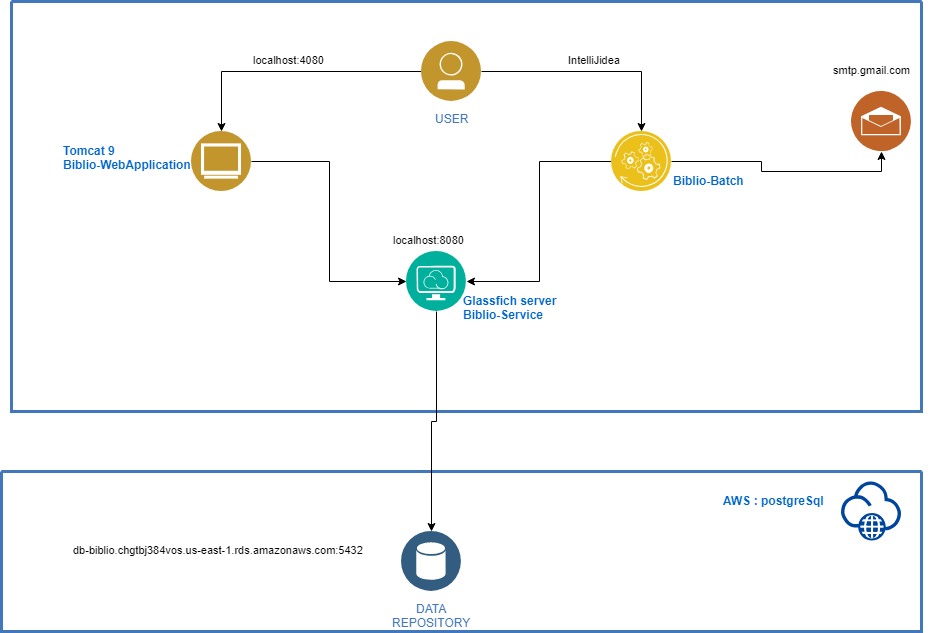 localhost:4080
IntelliJidea
smtp.gmail.com
USER
Tomcat 9
Biblio-WebApplication
Biblio-Batch
localhost:8080
Glassfich server
Biblio-Service
AWS : postgreSql
db-biblio.chgtbj384vos.us-east-1.rds.amazonaws.com:5432
DATA
REPOSITORY